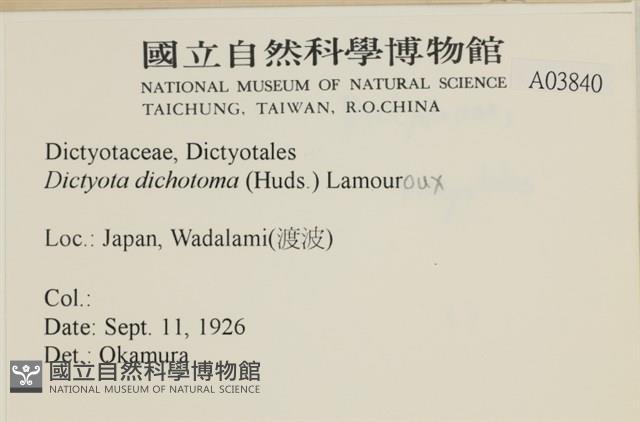 國立自然科學博物館
NATIONAL MUSEUM OF NATURAL SCIENCE
A03840
TAICHUNG, TAIWAN, R.O.CHINA
Dictyotaceae, Dictyotales
Dictyota dichotoma (Huds.) Lamouroux
Loc.: Japan, Wadalami(渡波)
Col.:
Date: Sept. 11, 1926
Det.: Okamura
國立自然科學博物館
NATIONAL MUSEUM OF NATURAL SCIENCE